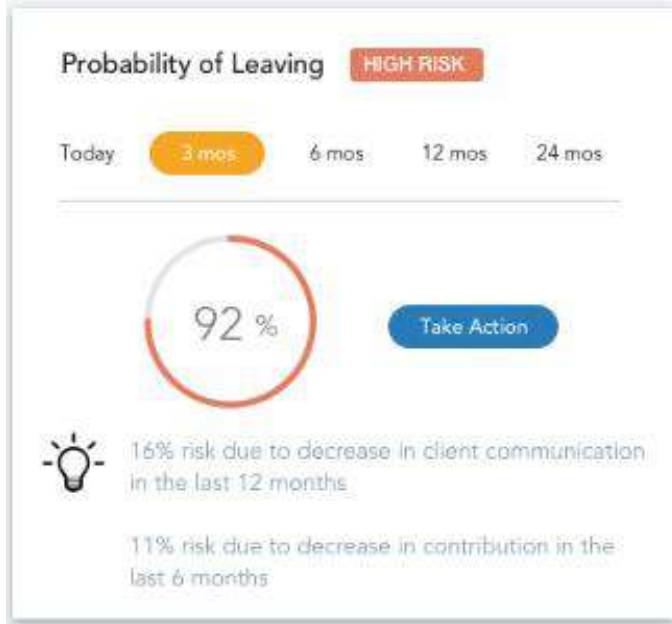 Probability of Leaving HIGH RISK
Today 3 mos 6 mos 12 mos 24 mos
92 % Take Action
16% risk due to decrease in client communication
in the last 12 months
11% risk due to decrease in contribution in the
last 6 months